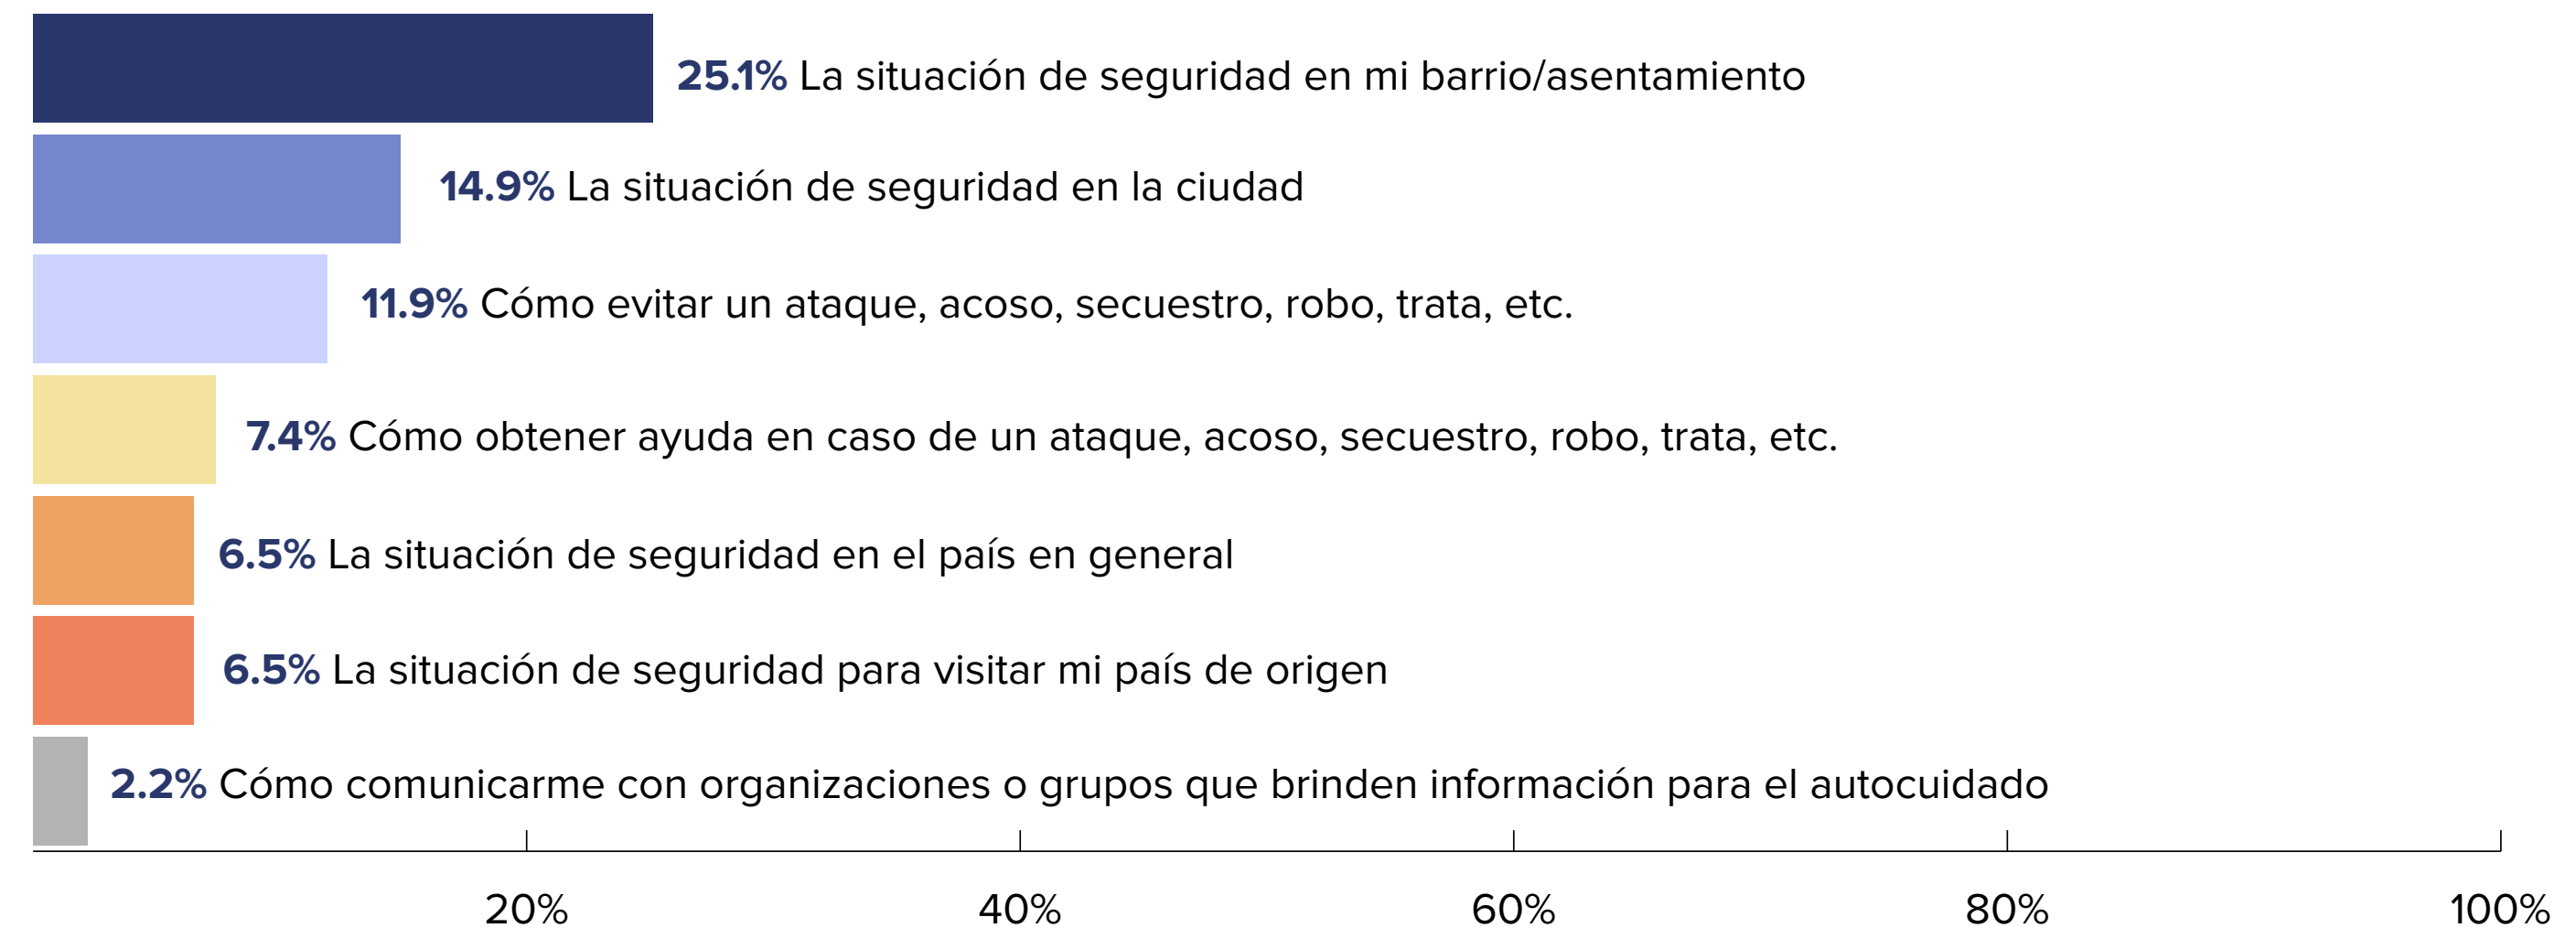 25.1% La situación de seguridad en mi barrio/asentamiento
14.9% La situación de seguridad en la ciudad
11.9% Cómo evitar un ataque, acoso, secuestro, robo, trata, etc.
7.4% Cómo obtener ayuda en caso de un ataque, acoso, secuestro, robo, trata, etc.
6.5% La situación de seguridad en el país en general
6.5% La situación de seguridad para visitar mi país de origen
2.2% Cómo comunicarme con organizaciones o grupos que brinden información para el autocuidado
20% 40% 60% 80% 100%